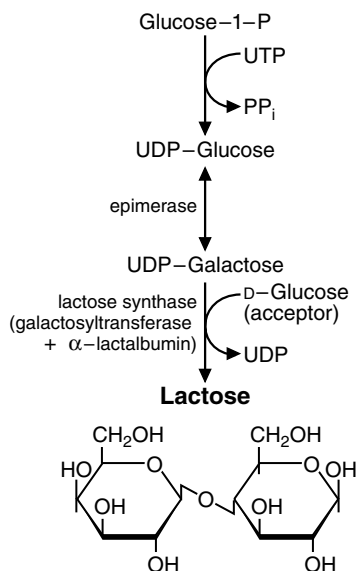 Glucose–1–P
UTP
PPi
UDP–Glucose
epimerase
UDP–Galactose
lactose synthase
(galactosyltransferase
+ α–lactalbumin)
D–Glucose
(acceptor)
UDP
Lactose
CH2OH CH2OH
HO O O OH
OH O OH
OH OH